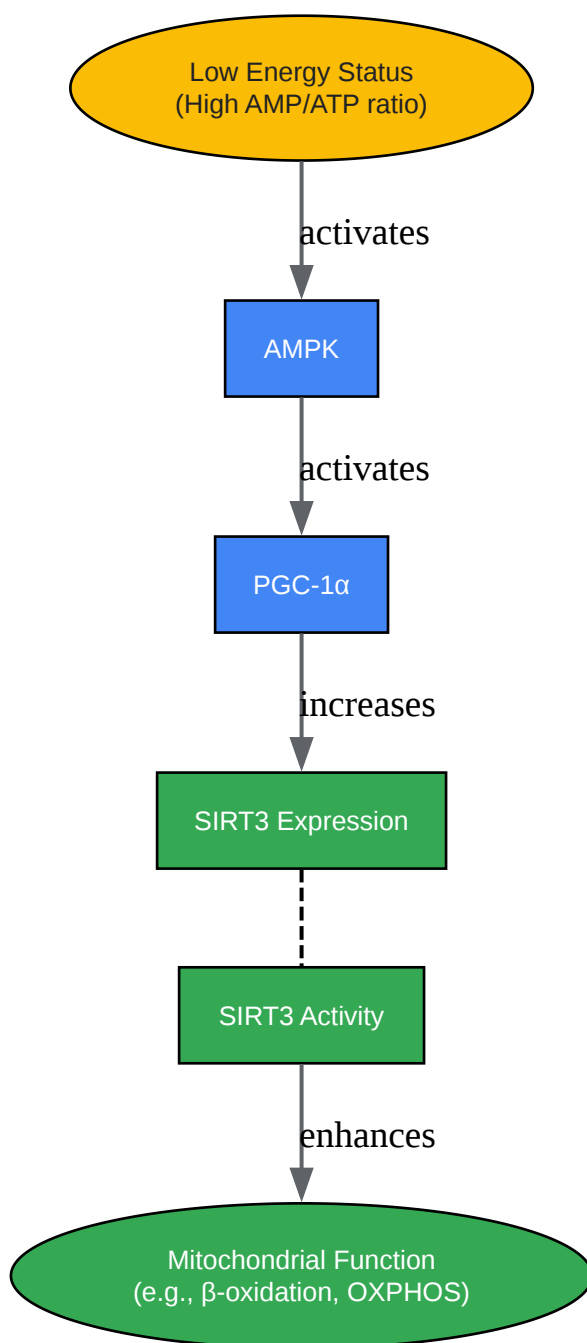 Low Energy Status
(High AMP/ATP ratio)
activates
AMPK
activates
PGC-1α
increases
SIRT3 Expression
SIRT3 Activity
enhances
Mitochondrial Function
(e.g., β-oxidation, OXPHOS)